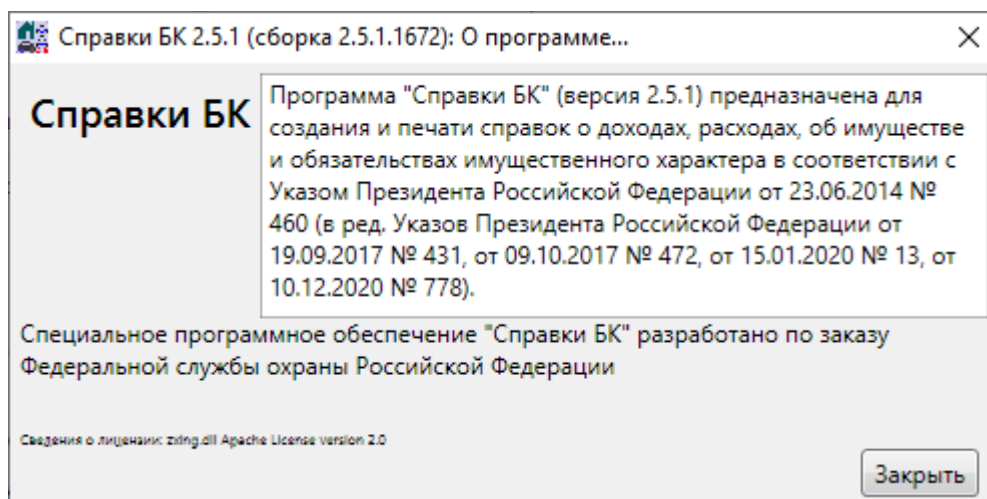 Справки БК 2.5.1 (сборка 2.5.1.1672): О программе...
Справки БК
Программа "Справки БК" (версия 2.5.1) предназначена для
создания и печати справок о доходах, расходах, об имуществе
и обязательствах имущественного характера в соответствии с
Указом Президента Российской Федерации от 23.06.2014 №
460 (в ред. Указов Президента Российской Федерации от
19.09.2017 № 431, от 09.10.2017 № 472, от 15.01.2020 № 13, от
10.12.2020 № 778).
Специальное программное обеспечение "Справки БК" разработано по заказу
Федеральной службы охраны Российской Федерации
Сведения о лицензии: zxing.dll Apache License version 2.0
Закрыть